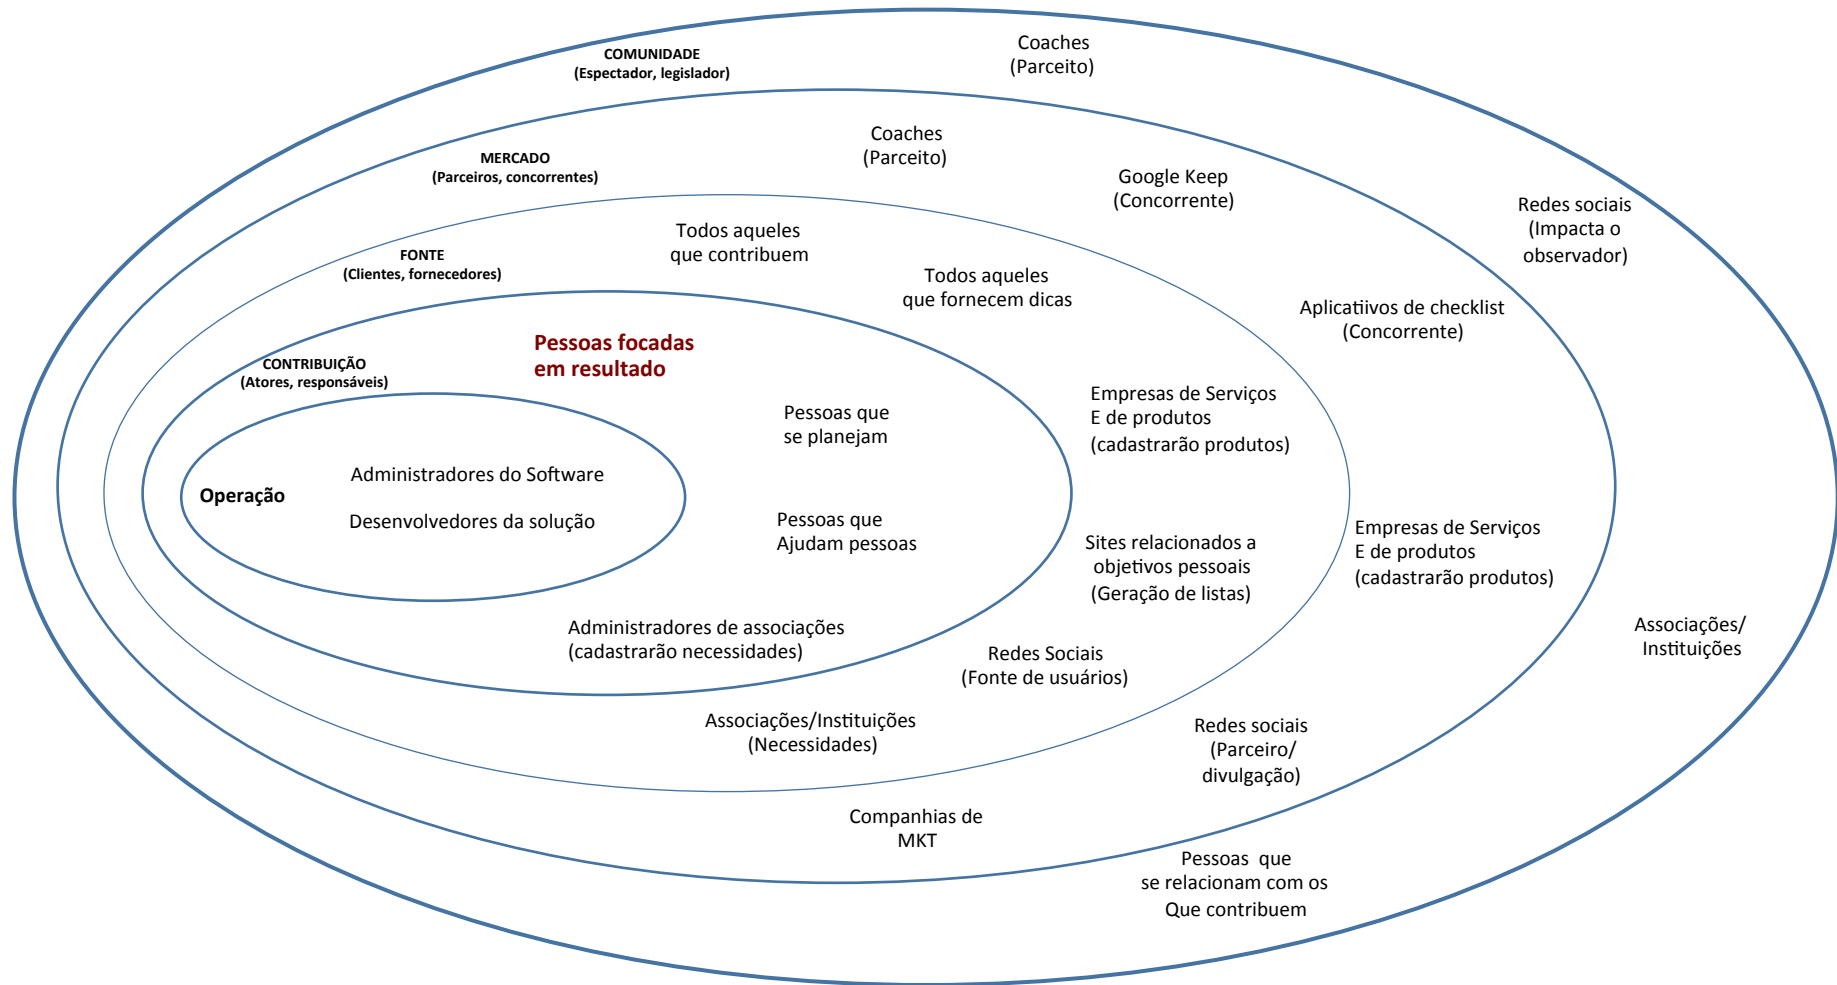 COMUNIDADE
(Espectador, legislador)
Coaches
(Parceito)
MERCADO
(Parceiros, concorrentes)
Coaches
(Parceito)
Google Keep
(Concorrente)
Redes sociais
(Impacta o
observador)
FONTE
(Clientes, fornecedores)
Todos aqueles
que contribuem
Todos aqueles
que fornecem dicas
Aplicatiivos de checklist
(Concorrente)
CONTRIBUIÇÃO
(Atores, responsáveis)
Pessoas focadas
em resultado
Pessoas que
se planejam
Empresas de Serviços
E de produtos
(cadastrarão produtos)
Operação
Administradores do Software
Desenvolvedores da solução
Pessoas que
Ajudam pessoas
Sites relacionados a
objetivos pessoais
(Geração de listas)
Empresas de Serviços
E de produtos
(cadastrarão produtos)
Administradores de associações
(cadastrarão necessidades)
Redes Sociais
(Fonte de usuários)
Associações/
Instituições
Associações/Instituições
(Necessidades)
Redes sociais
(Parceiro/
divulgação)
Companhias de
MKT
Pessoas que
se relacionam com os
Que contribuem